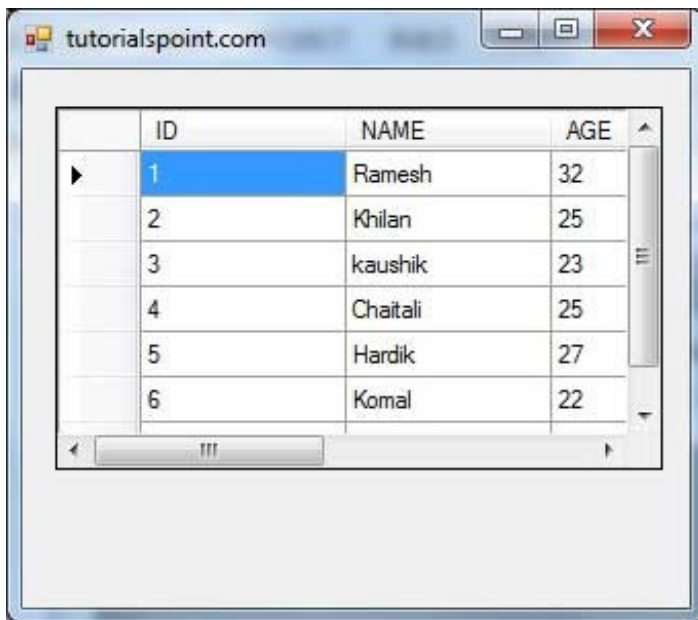 tutorialspoint.com
ID NAME AGE
1 Ramesh 32
2 Khilan 25
3 kaushik 23
4 Chaitali 25
5 Hardik 27
6 Komal 22